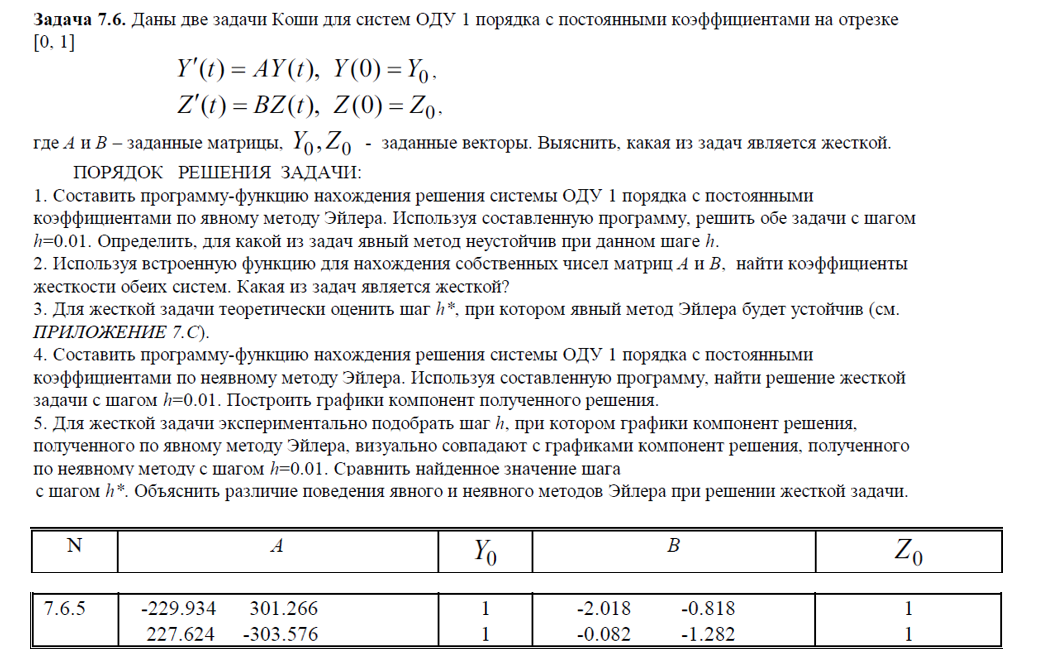 Задача 7.6. Даны две задачи Коши для систем ОДУ 1 порядка с постоянными коэффициентами на отрезке
[0, 1]
Y′(t) = AY(t), Y(0) = Y₀,
Z′(t) = BZ(t), Z(0) = Z₀,
где A и B – заданные матрицы, Y₀, Z₀ - заданные векторы. Выяснить, какая из задач является жесткой.
ПОРЯДОК РЕШЕНИЯ ЗАДАЧИ:
1. Составить программу-функцию нахождения решения системы ОДУ 1 порядка с постоянными
коэффициентами по явному методу Эйлера. Используя составленную программу, решить обе задачи с шагом
h=0.01. Определить, для какой из задач явный метод неустойчив при данном шаге h.
2. Используя встроенную функцию для нахождения собственных чисел матриц A и B, найти коэффициенты
жесткости обеих систем. Какая из задач является жесткой?
3. Для жесткой задачи теоретически оценить шаг h*, при котором явный метод Эйлера будет устойчив (см.
ПРИЛОЖЕНИЕ 7.С).
4. Составить программу-функцию нахождения решения системы ОДУ 1 порядка с постоянными
коэффициентами по неявному методу Эйлера. Используя составленную программу, найти решение жесткой
задачи с шагом h=0.01. Построить графики компонент полученного решения.
5. Для жесткой задачи экспериментально подобрать шаг h, при котором графики компонент решения,
полученного по явному методу Эйлера, визуально совпадают с графиками компонент решения, полученного
по неявному методу с шагом h=0.01. Сравнить найденное значение шага
с шагом h*. Объяснить различие поведения явного и неявного методов Эйлера при решении жесткой задачи.
N A Y₀ B Z₀
7.6.5 -229.934 301.266 1 -2.018 -0.818 1
227.624 -303.576 1 -0.082 -1.282 1